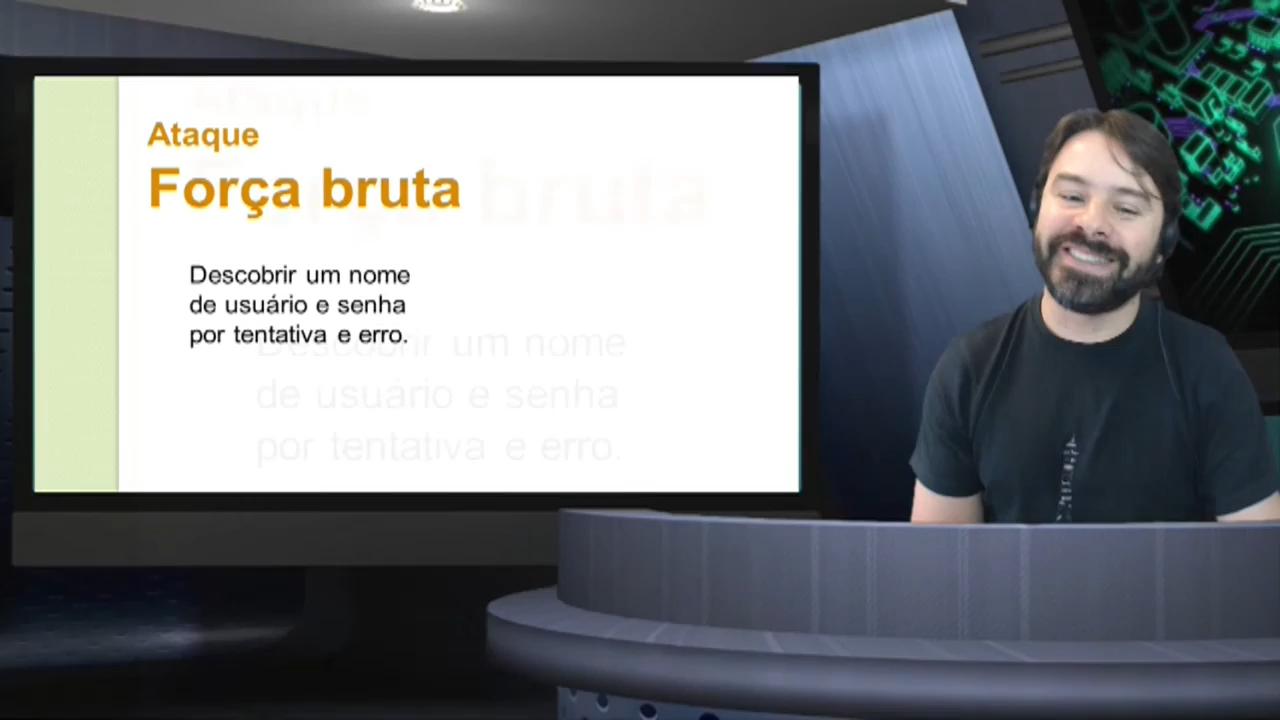 Ataque
Força bruta
Descobrir um nome
de usuário e senha
por tentativa e erro.